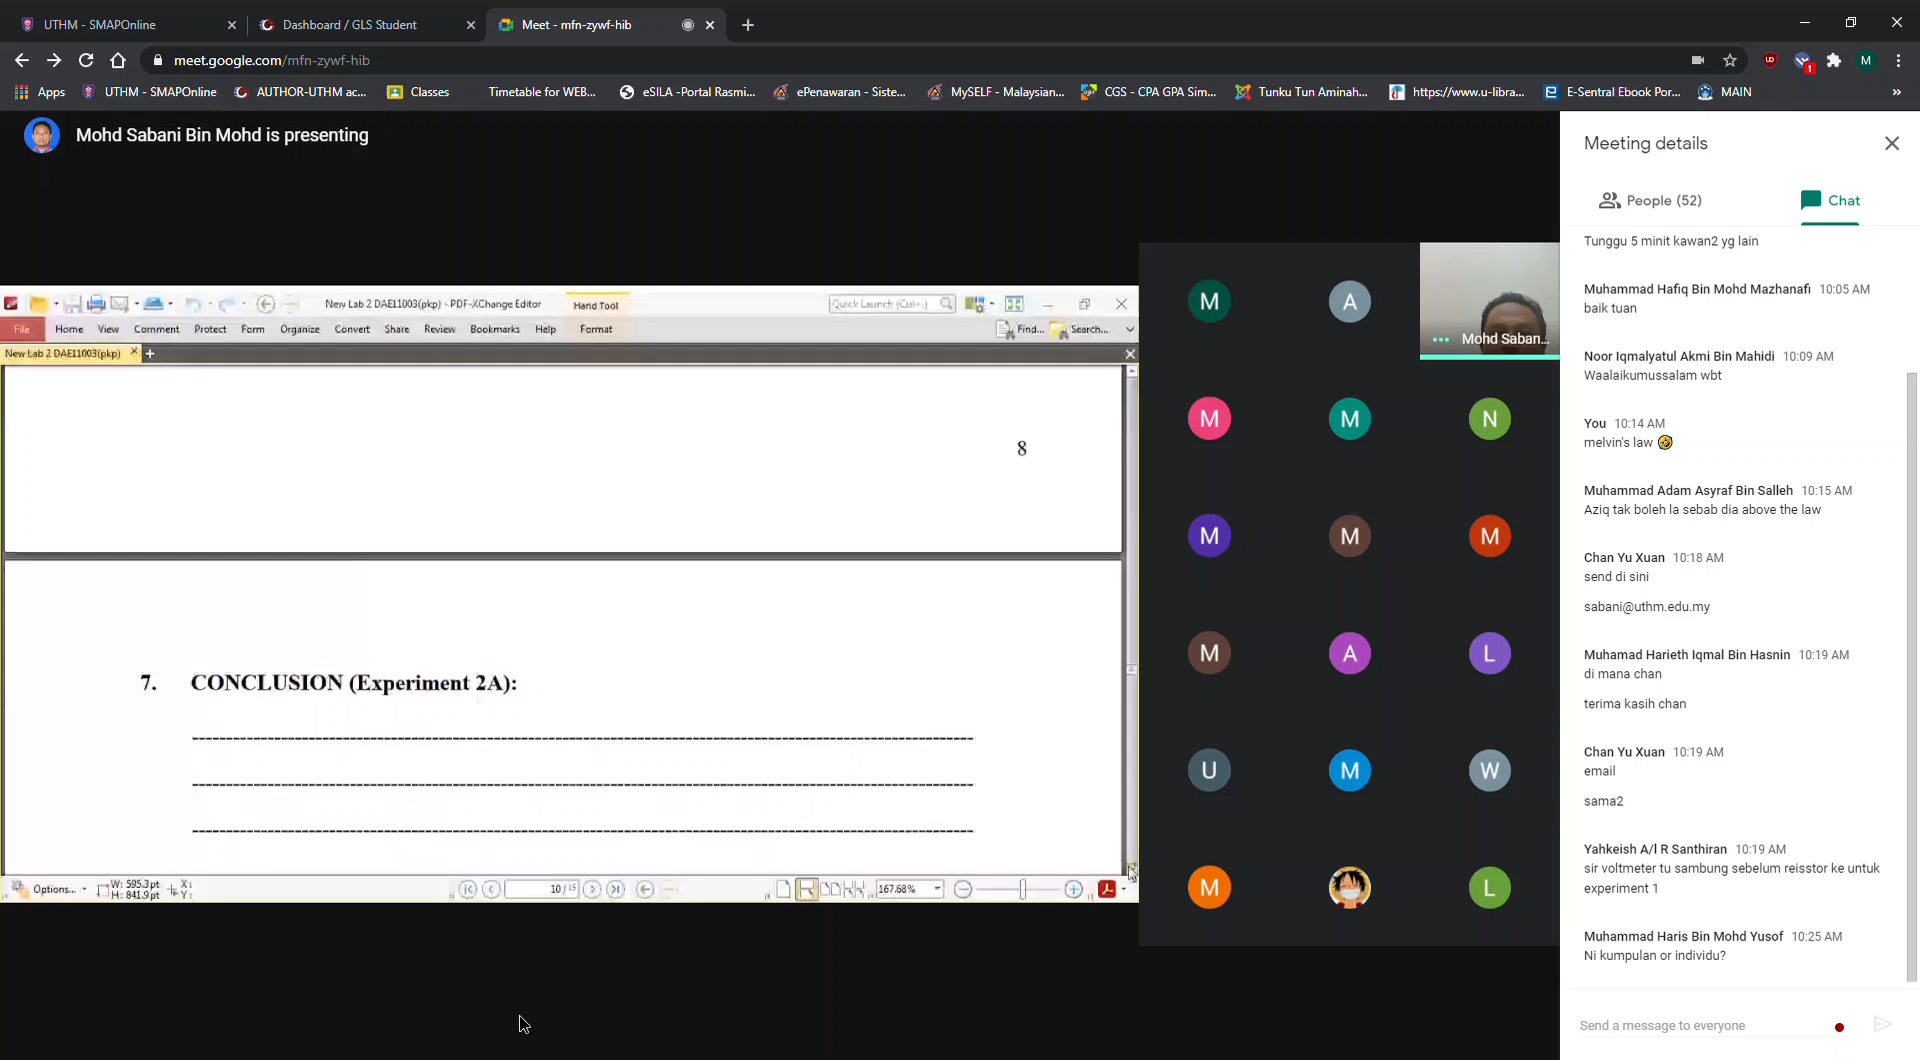 UTHM - SMAPOnline
Dashboard / GLS Student
Meet - mfn-zywf-hib
meet.google.com/mfn-zywf-hib
UD
1
M
Apps
UTHM - SMAPOnline
AUTHOR-UTHM ac...
Classes
Timetable for WEB...
eSILA -Portal Rasmi...
ePenawaran - Siste...
MySELF - Malaysian...
CGS - CPA GPA Sim...
Tunku Tun Aminah...
https://www.u-libra...
E-Sentral Ebook Por...
MAIN
»
Mohd Sabani Bin Mohd is presenting
New Lab 2 DAE11003(pkp) - PDF-XChange Editor
Hand Tool
Quick Launch (Ctrl+.)
File
Home
View
Comment
Protect
Form
Organize
Convert
Share
Review
Bookmarks
Help
Format
Find...
Search...
New Lab 2 DAE11003(pkp)
8
7. CONCLUSION (Experiment 2A):
Options...
W: 595.3pt
H: 841.9pt
X:
Y:
10 / 15
167.68%
M
A
Mohd Saban...
M
M
N
M
M
M
M
A
L
U
M
W
M
L
Meeting details
People (52)
Chat
Tunggu 5 minit kawan2 yg lain
Muhammad Hafiq Bin Mohd Mazhanafi 10:05 AM
baik tuan
Noor Iqmalyatul Akmi Bin Mahidi 10:09 AM
Waalaikumussalam wbt
You 10:14 AM
melvin's law 🤣
Muhammad Adam Asyraf Bin Salleh 10:15 AM
Aziq tak boleh la sebab dia above the law
Chan Yu Xuan 10:18 AM
send di sini
sabani@uthm.edu.my
Muhamad Harieth Iqmal Bin Hasnin 10:19 AM
di mana chan
terima kasih chan
Chan Yu Xuan 10:19 AM
email
sama2
Yahkeish A/l R Santhiran 10:19 AM
sir voltmeter tu sambung sebelum reisstor ke untuk
experiment 1
Muhammad Haris Bin Mohd Yusof 10:25 AM
Ni kumpulan or individu?
Send a message to everyone